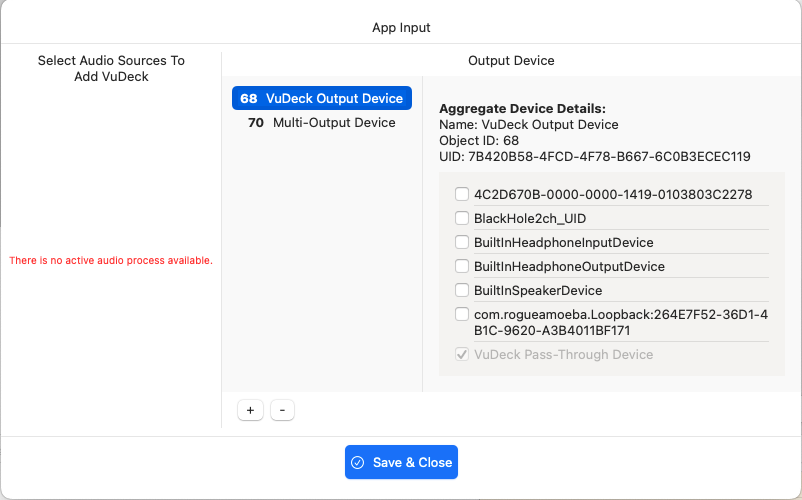 App Input
Select Audio Sources To
Add VuDeck
There is no active audio process available.
Output Device
68 VuDeck Output Device
70 Multi-Output Device
Aggregate Device Details:
Name: VuDeck Output Device
Object ID: 68
UID: 7B420B58-4FCD-4F78-B667-6C0B3ECEC119
4C2D670B-0000-0000-1419-0103803C2278
BlackHole2ch_UID
BuiltInHeadphoneInputDevice
BuiltInHeadphoneOutputDevice
BuiltInSpeakerDevice
com.rogueamoeba.Loopback:264E7F52-36D1-4
B1C-9620-A3B4011BF171
VuDeck Pass-Through Device
+ -
Save & Close